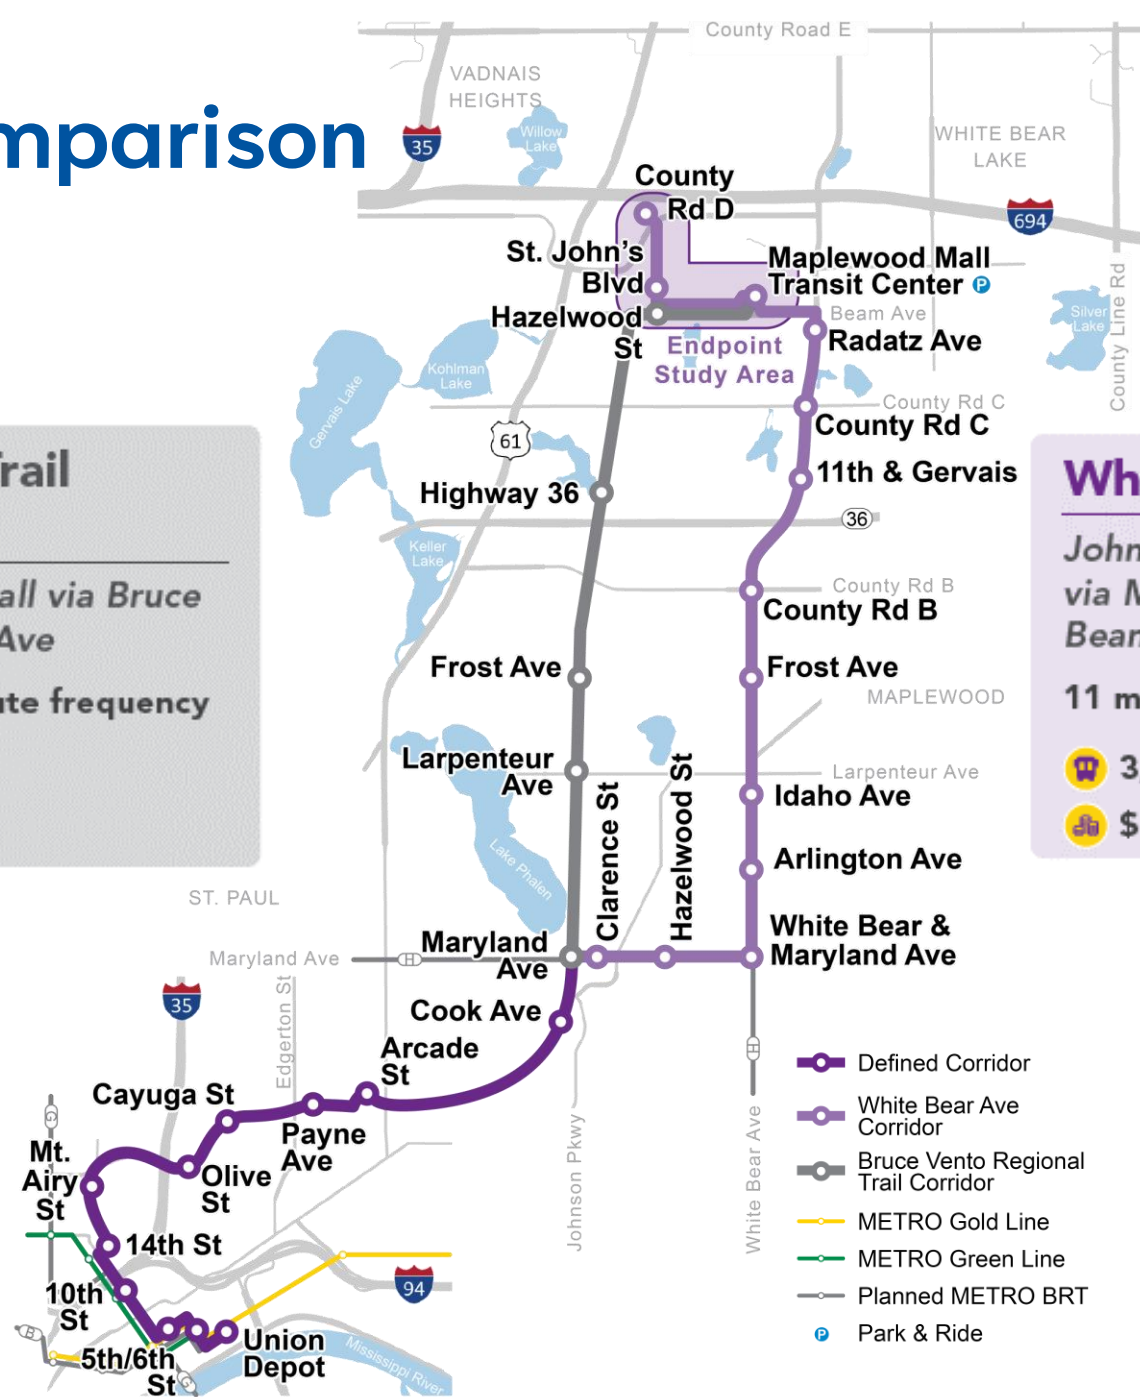 County Road E
VADNAIS
HEIGHTS
mparison
35
Willow
Lake
WHITE BEAR
LAKE
County
Rd D
694
St. John's
Blvd
Maplewood Mall
Transit Center P
Hazelwood
St
Beam Ave
Silver
Lake
County Line Rd
Radatz Ave
Endpoint
Study Area
Kohlman
Lake
Gervais Lake
County Rd C
County Rd C
61
11th & Gervais
Highway 36
36
Keller
Lake
County Rd B
County Rd B
Frost Ave
Frost Ave
MAPLEWOOD
Larpenteur
Ave
Larpenteur Ave
Idaho Ave
Clarence St
Hazelwood St
Lake Phalen
Arlington Ave
ST. PAUL
White Bear &
Maryland Ave
Maryland Ave
H
Maryland
Ave
Cook Ave
35
Edgerton St
Arcade
St
H
Cayuga St
G
Payne
Ave
Mt.
Airy
St
Olive
St
Johnson Pkwy
White Bear Ave
14th St
10th
St
94
B
5th/6th
St
G
Union
Depot
Mississippi River
rail
all via Bruce
Ave
ute frequency
Wh
John
via M
Bean
11 m
3,
$
Defined Corridor
White Bear Ave
Corridor
Bruce Vento Regional
Trail Corridor
METRO Gold Line
METRO Green Line
Planned METRO BRT
P Park & Ride